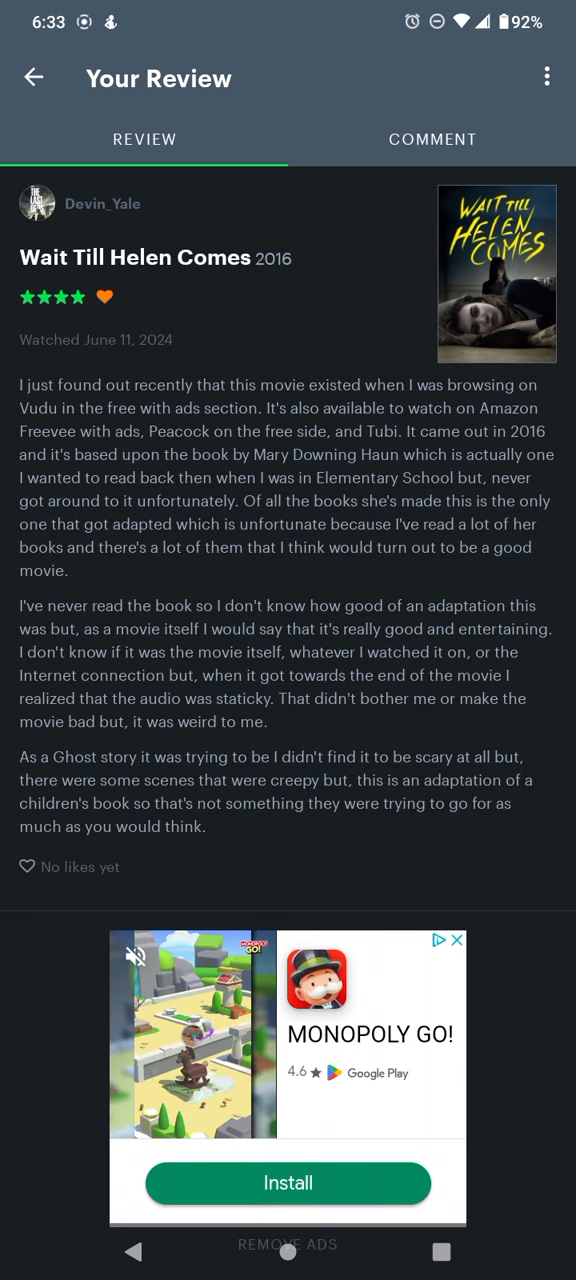 6:33
92%
Your Review
REVIEW
COMMENT
Devin_Yale
WAIT TILL
HELEN
COMES
Wait Till Helen Comes 2016
Watched June 11, 2024
I just found out recently that this movie existed when I was browsing on
Vudu in the free with ads section. It's also available to watch on Amazon
Freevee with ads, Peacock on the free side, and Tubi. It came out in 2016
and it's based upon the book by Mary Downing Haun which is actually one
I wanted to read back then when I was in Elementary School but, never
got around to it unfortunately. Of all the books she's made this is the only
one that got adapted which is unfortunate because I've read a lot of her
books and there's a lot of them that I think would turn out to be a good
movie.
I've never read the book so I don't know how good of an adaptation this
was but, as a movie itself I would say that it's really good and entertaining.
I don't know if it was the movie itself, whatever I watched it on, or the
Internet connection but, when it got towards the end of the movie I
realized that the audio was staticky. That didn't bother me or make the
movie bad but, it was weird to me.
As a Ghost story it was trying to be I didn't find it to be scary at all but,
there were some scenes that were creepy but, this is an adaptation of a
children's book so that's not something they were trying to go for as
much as you would think.
No likes yet
MONOPOLY
GO!
MONOPOLY GO!
4.6 ★ Google Play
Install
REMOVE ADS